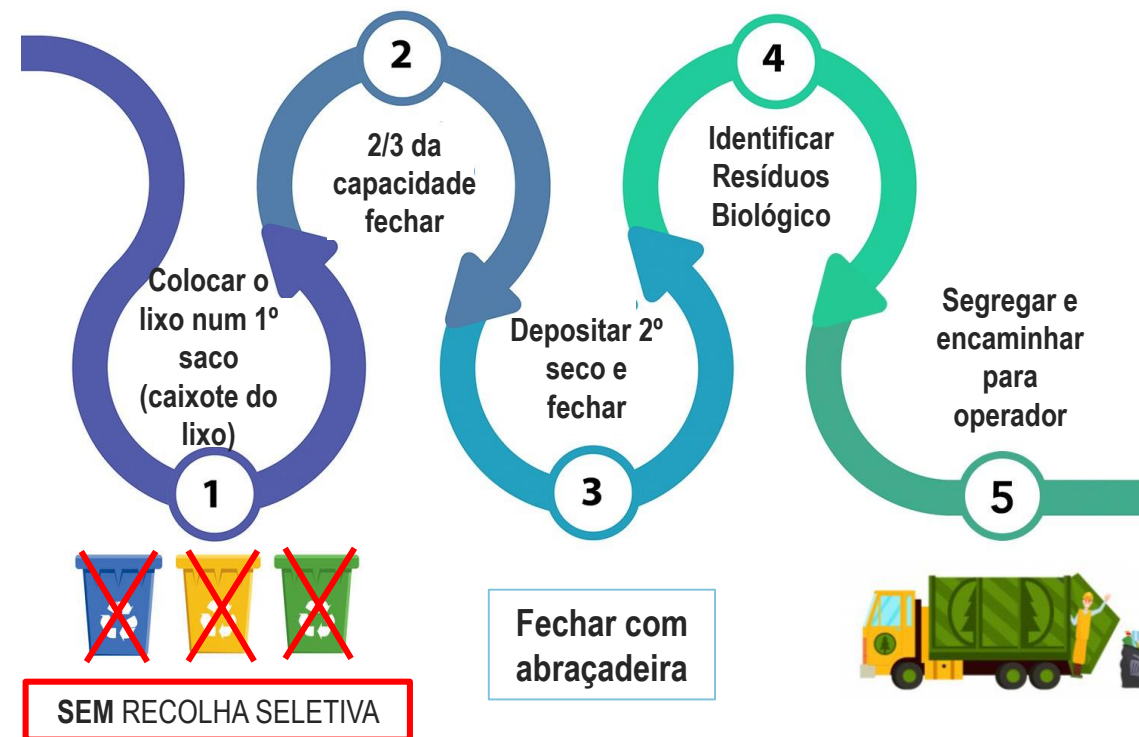 1
Colocar o
lixo num 1º
saco
(caixote do
lixo)
2
2/3 da
capacidade
fechar
3
Depositar 2º
seco e
fechar
4
Identificar
Resíduos
Biológico
5
Segregar e
encaminhar
para
operador
SEM RECOLHA SELETIVA
Fechar com
abraçadeira